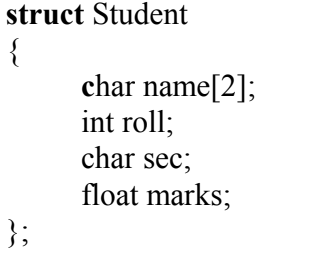 struct Student
{
char name[2];
int roll;
char sec;
float marks;
};